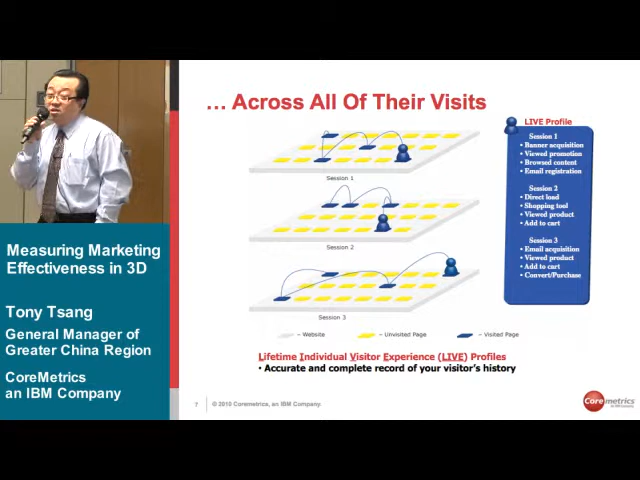 … Across All Of Their Visits
LIVE Profile
Session 1
• Banner acquisition
• Viewed promotion
• Browsed content
• Email registration
Session 2
• Direct load
• Shopping tool
• Viewed product
• Add to cart
Session 3
• Email acquisition
• Viewed product
• Add to cart
• Convert/Purchase
Session 1
Session 2
Session 3
– Website
– Unvisited Page
– Visited Page
Lifetime Individual Visitor Experience (LIVE) Profiles
• Accurate and complete record of your visitor's history
7
© 2010 Coremetrics, an IBM Company
Coremetrics
an IBM Company
Measuring Marketing
Effectiveness in 3D
Tony Tsang
General Manager of
Greater China Region
CoreMetrics
an IBM Company